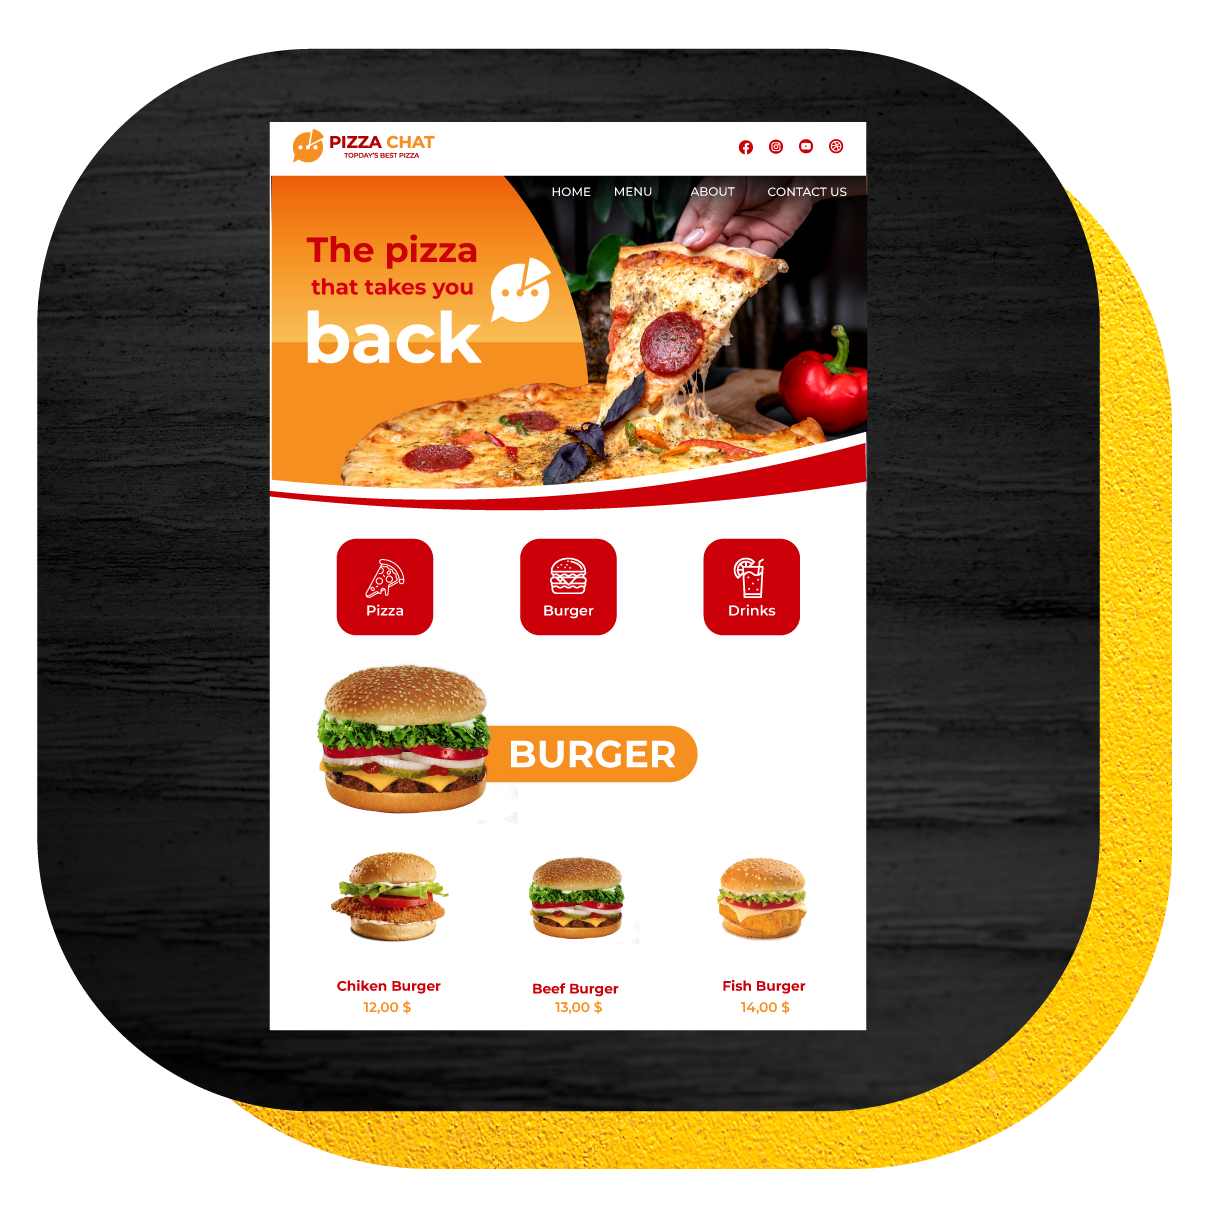 PIZZA CHAT
TOPDAY'S BEST PIZZA
HOME MENU ABOUT CONTACT US
The pizza
that takes you
back
Pizza
Burger
Drinks
BURGER
Chiken Burger
12,00 $
Beef Burger
13,00 $
Fish Burger
14,00 $